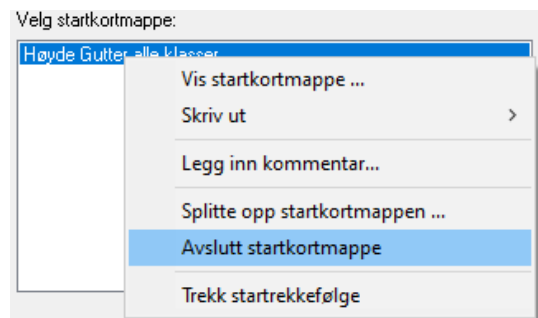 Velg startkortmappe:
Høyde Gutter alle klasser
Vis startkortmappe ...
Skriv ut
Legg inn kommentar...
Splitte opp startkortmappen ...
Avslutt startkortmappe
Trekk startrekkefølge